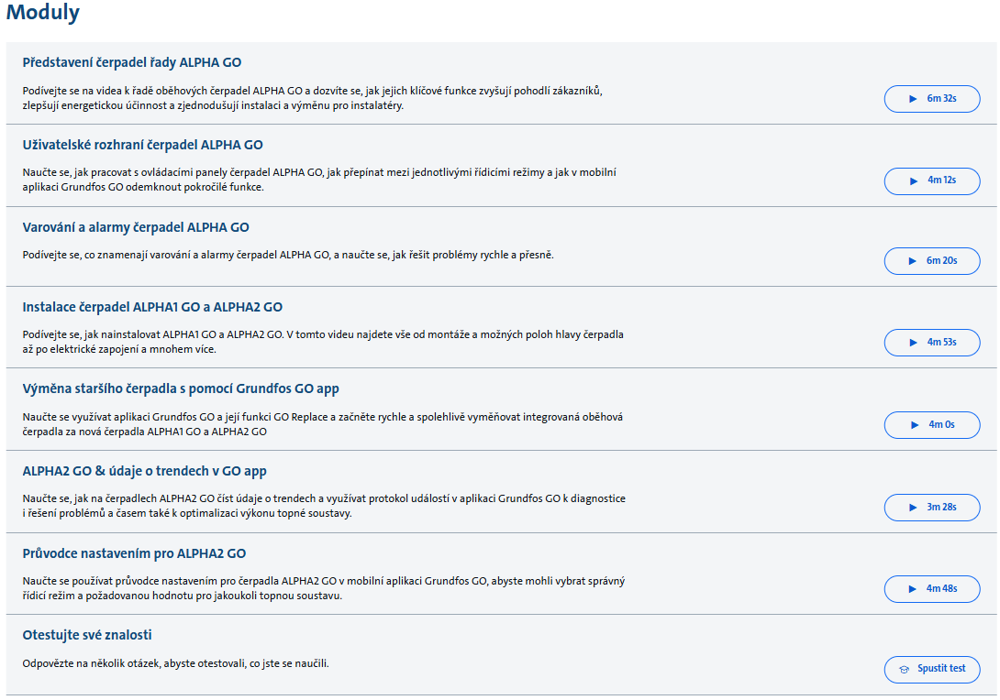 Moduly
Představení čerpadel řady ALPHA GO
Podívejte se na videa k řadě oběhových čerpadel ALPHA GO a dozvíte se, jak jejich klíčové funkce zvyšují pohodlí zákazníků,
zlepšují energetickou účinnost a zjednodušují instalaci a výměnu pro instalatéry.
6m 32s
Uživatelské rozhraní čerpadel ALPHA GO
Naučte se, jak pracovat s ovládacími panely čerpadel ALPHA GO, jak přepínat mezi jednotlivými řídicími režimy a jak v mobilní
aplikaci Grundfos GO odemknout pokročilé funkce.
4m 12s
Varování a alarmy čerpadel ALPHA GO
Podívejte se, co znamenají varování a alarmy čerpadel ALPHA GO, a naučte se, jak řešit problémy rychle a přesně.
6m 20s
Instalace čerpadel ALPHA1 GO a ALPHA2 GO
Podívejte se, jak nainstalovat ALPHA1 GO a ALPHA2 GO. V tomto videu najdete vše od montáže a možných poloh hlavy čerpadla
až po elektrické zapojení a mnohem více.
4m 53s
Výměna staršího čerpadla s pomocí Grundfos GO app
Naučte se využívat aplikaci Grundfos GO a její funkci GO Replace a začněte rychle a spolehlivě vyměňovat integrovaná oběhová
čerpadla za nová čerpadla ALPHA1 GO a ALPHA2 GO
4m 0s
ALPHA2 GO & údaje o trendech v GO app
Naučte se, jak na čerpadlech ALPHA2 GO číst údaje o trendech a využívat protokol událostí v aplikaci Grundfos GO k diagnostice
i řešení problémů a časem také k optimalizaci výkonu topné soustavy.
3m 28s
Průvodce nastavením pro ALPHA2 GO
Naučte se používat průvodce nastavením pro čerpadla ALPHA2 GO v mobilní aplikaci Grundfos GO, abyste mohli vybrat správný
řídicí režim a požadovanou hodnotu pro jakoukoli topnou soustavu.
4m 48s
Otestujte své znalosti
Odpovězte na několik otázek, abyste otestovali, co jste se naučili.
Spustit test